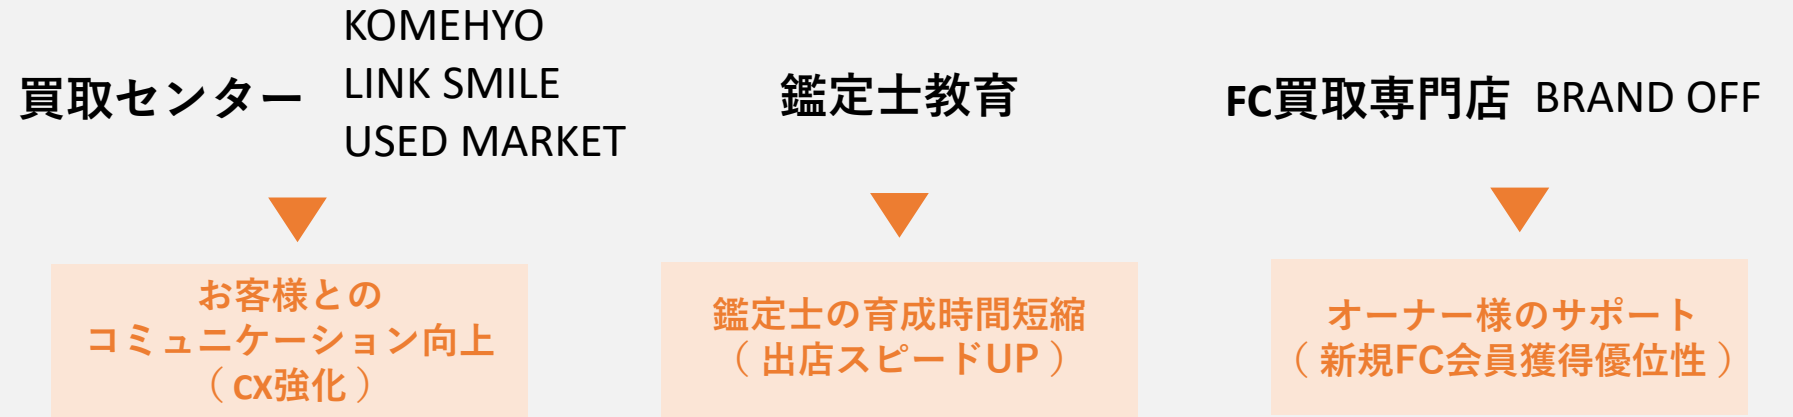 買取センター
KOMEHYO
LINK SMILE
USED MARKET
お客様との
コミュニケーション向上
（ CX強化 ）
鑑定士教育
鑑定士の育成時間短縮
（ 出店スピードUP ）
FC買取専門店 BRAND OFF
オーナー様のサポート
（ 新規FC会員獲得優位性 ）